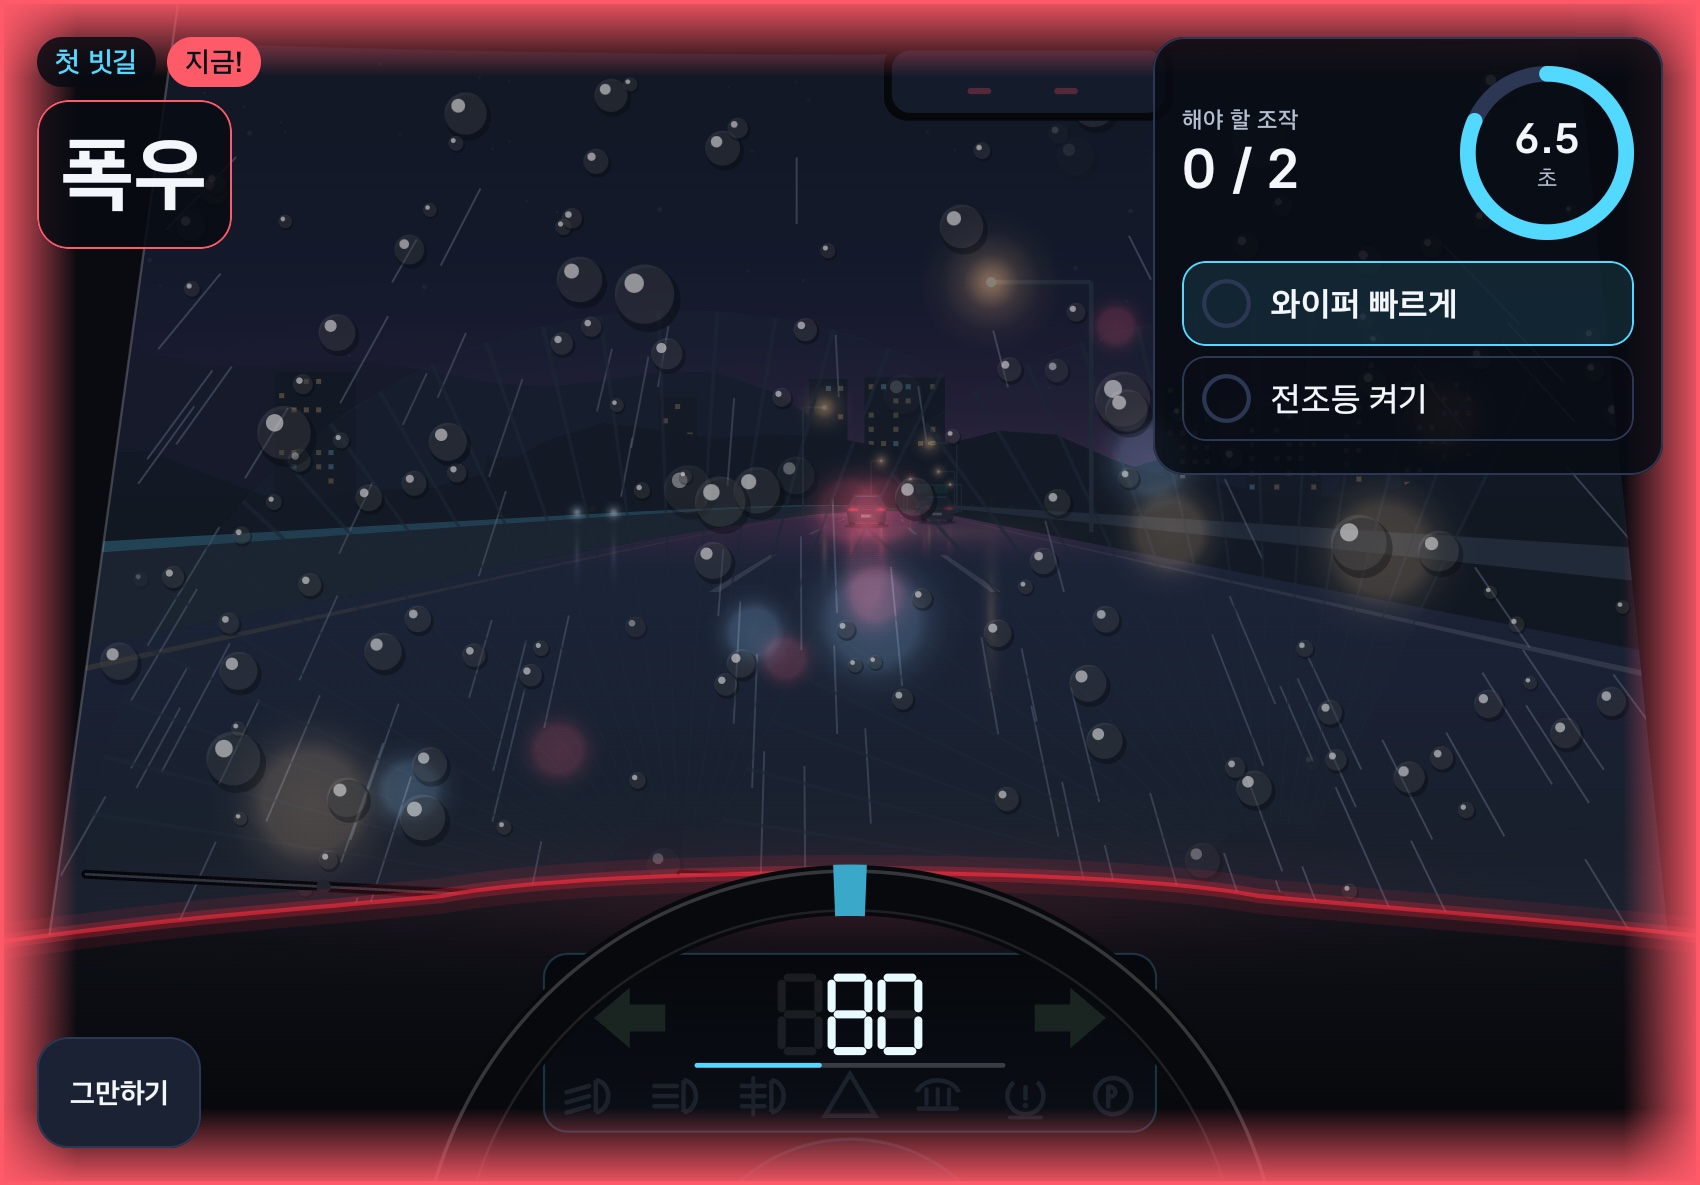 첫 빗길
지금!
폭우
해야 할 조작
0 / 2
6.5
초
와이퍼 빠르게
전조등 켜기
80
그만하기